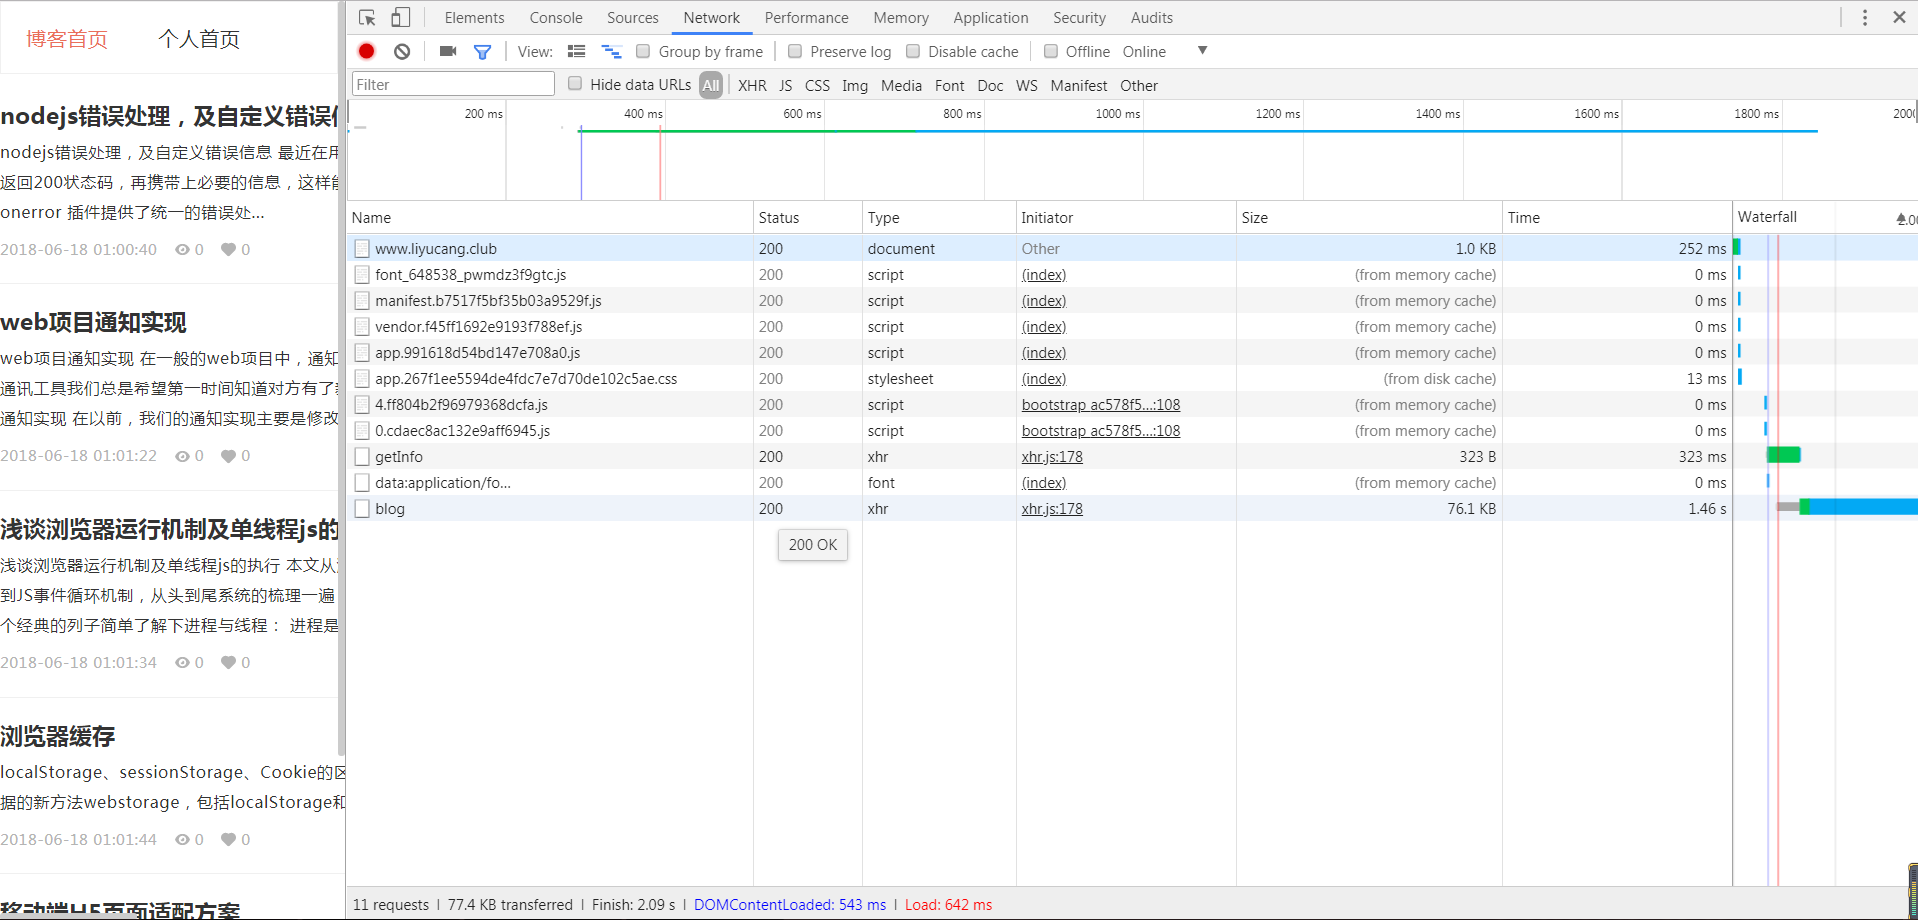 博客首页 个人首页
nodejs错误处理，及自定义错误信
nodejs错误处理，及自定义错误信息 最近在用
返回200状态码，再携带上必要的信息，这样能
onerror 插件提供了统一的错误处...
2018-06-18 01:00:40 0 0
web项目通知实现
web项目通知实现 在一般的web项目中，通知
通讯工具我们总是希望第一时间知道对方有了新
通知实现 在以前，我们的通知实现主要是修改
2018-06-18 01:01:22 0 0
浅谈浏览器运行机制及单线程js的
浅谈浏览器运行机制及单线程js的执行 本文从
到JS事件循环机制，从头到尾系统的梳理一遍
个经典的列子简单了解下进程与线程： 进程是
2018-06-18 01:01:34 0 0
浏览器缓存
localStorage、sessionStorage、Cookie的区
据的新方法webstorage，包括localStorage和
2018-06-18 01:01:44 0 0
移动端H5页面适配方案
Elements Console Sources Network Performance Memory Application Security Audits
View: Group by frame Preserve log Disable cache Offline Online
Filter Hide data URLs All XHR JS CSS Img Media Font Doc WS Manifest Other
200 ms 400 ms 600 ms 800 ms 1000 ms 1200 ms 1400 ms 1600 ms 1800 ms 2000
Name Status Type Initiator Size Time Waterfall 2.00
www.liyucang.club 200 document Other 1.0 KB 252 ms
font_648538_pwmdz3f9gtc.js 200 script (index) (from memory cache) 0 ms
manifest.b7517f5bf35b03a9529f.js 200 script (index) (from memory cache) 0 ms
vendor.f45ff1692e9193f788ef.js 200 script (index) (from memory cache) 0 ms
app.991618d54bd147e708a0.js 200 script (index) (from memory cache) 0 ms
app.267f1ee5594de4fdc7e7d70de102c5ae.css 200 stylesheet (index) (from disk cache) 13 ms
4.ff804b2f96979368dcfa.js 200 script bootstrap ac578f5…:108 (from memory cache) 0 ms
0.cdaec8ac132e9aff6945.js 200 script bootstrap ac578f5…:108 (from memory cache) 0 ms
getInfo 200 xhr xhr.js:178 323 B 323 ms
data:application/fo... 200 font (index) (from memory cache) 0 ms
blog 200 xhr xhr.js:178 76.1 KB 1.46 s
200 OK
11 requests | 77.4 KB transferred | Finish: 2.09 s | DOMContentLoaded: 543 ms | Load: 642 ms